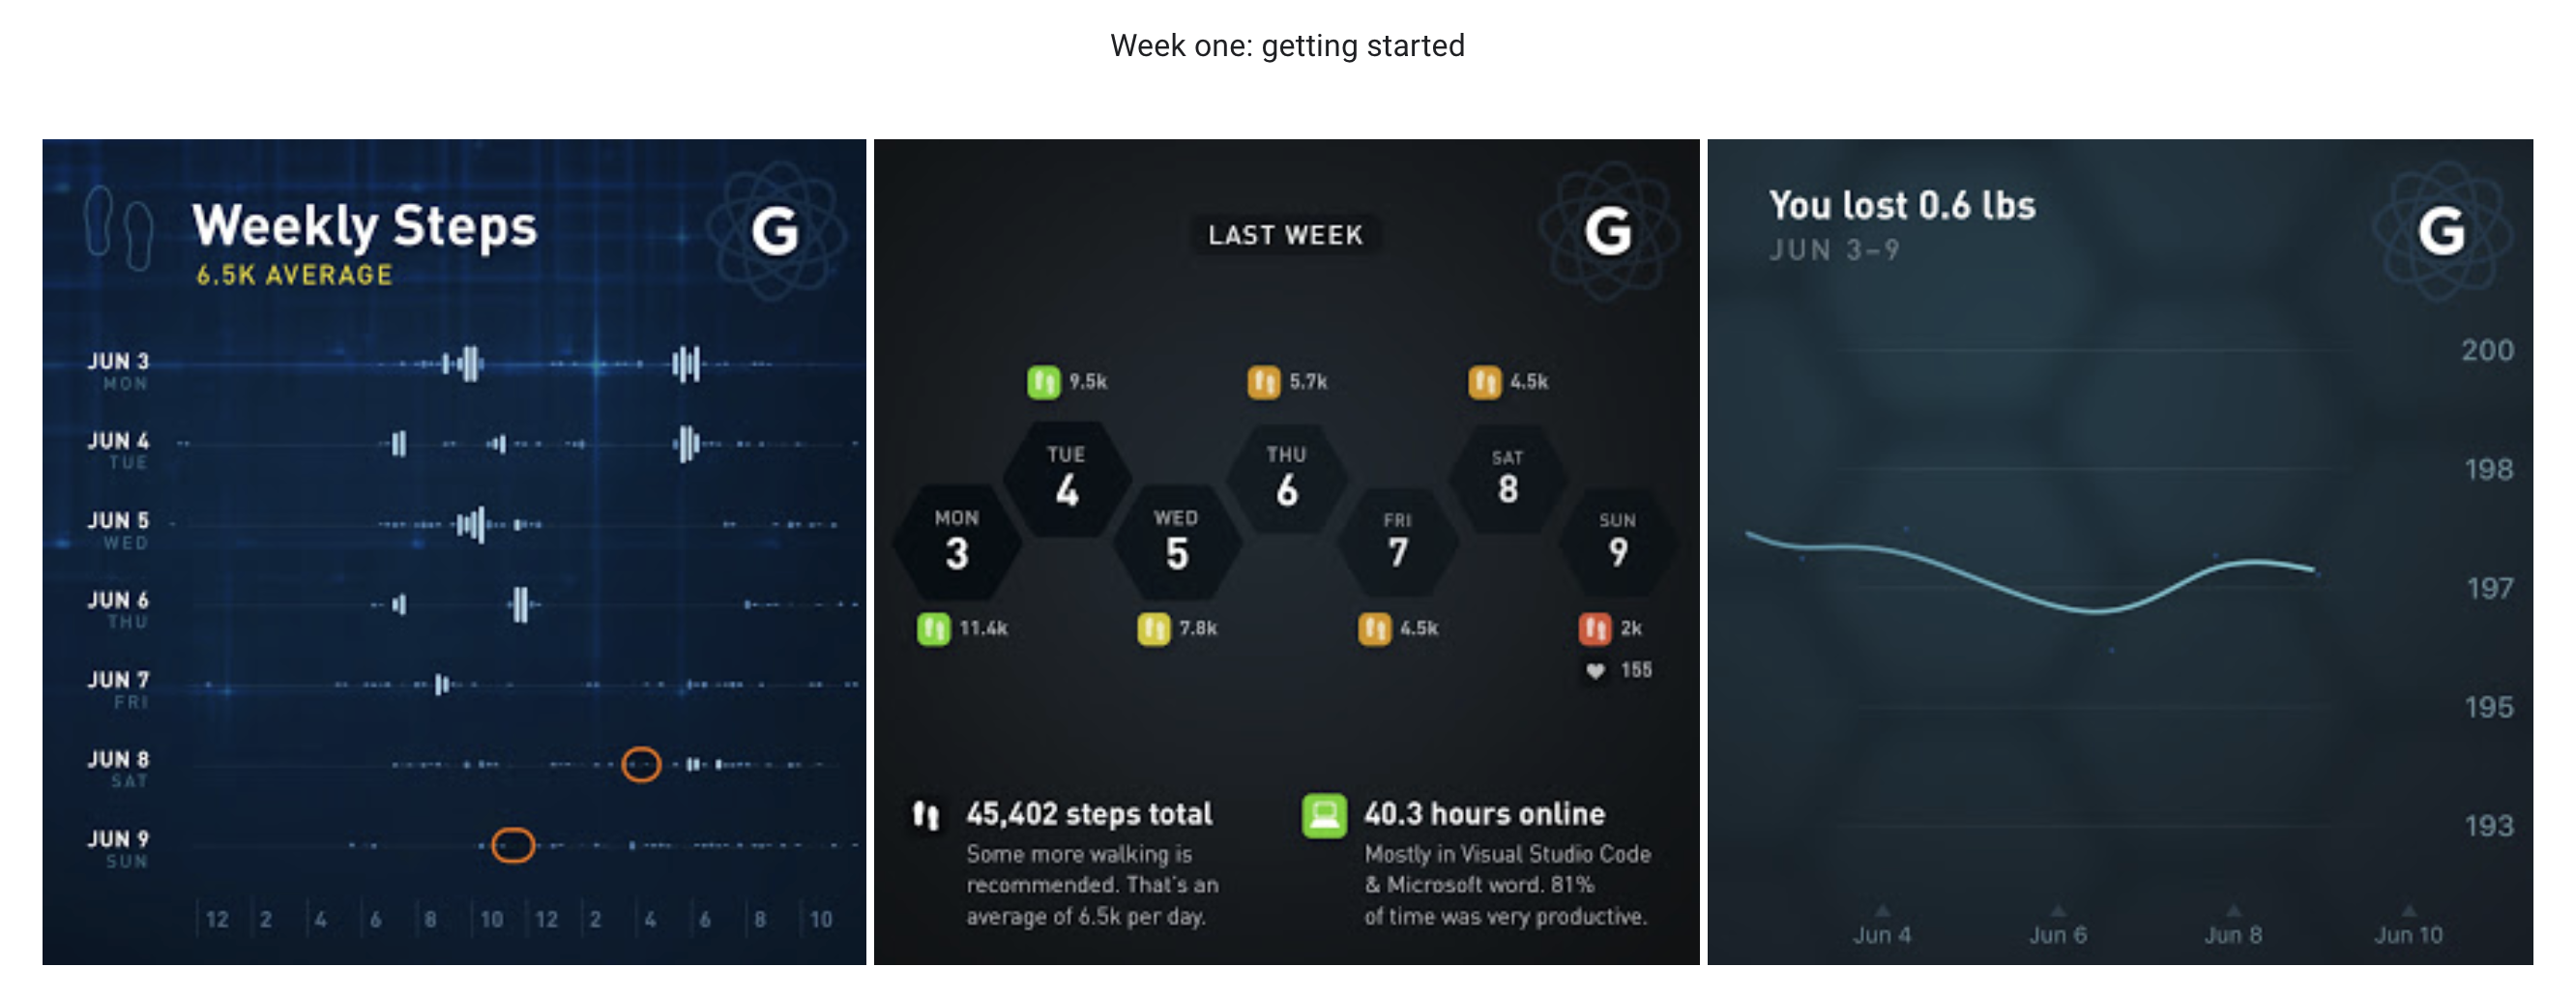 Week one: getting started
Weekly Steps
6.5K AVERAGE
G
JUN 3
MON
JUN 4
TUE
JUN 5
WED
JUN 6
THU
JUN 7
FRI
JUN 8
SAT
JUN 9
SUN
12 2 4 6 8 10 12 2 4 6 8 10
LAST WEEK
G
9.5k 5.7k 4.5k
TUE
4
THU
6
SAT
8
MON
3
WED
5
FRI
7
SUN
9
11.4k 7.8k 4.5k 2k
155
45,402 steps total
Some more walking is
recommended. That's an
average of 6.5k per day.
40.3 hours online
Mostly in Visual Studio Code
& Microsoft word. 81%
of time was very productive.
You lost 0.6 lbs
JUN 3-9
G
200
198
197
195
193
Jun 4 Jun 6 Jun 8 Jun 10